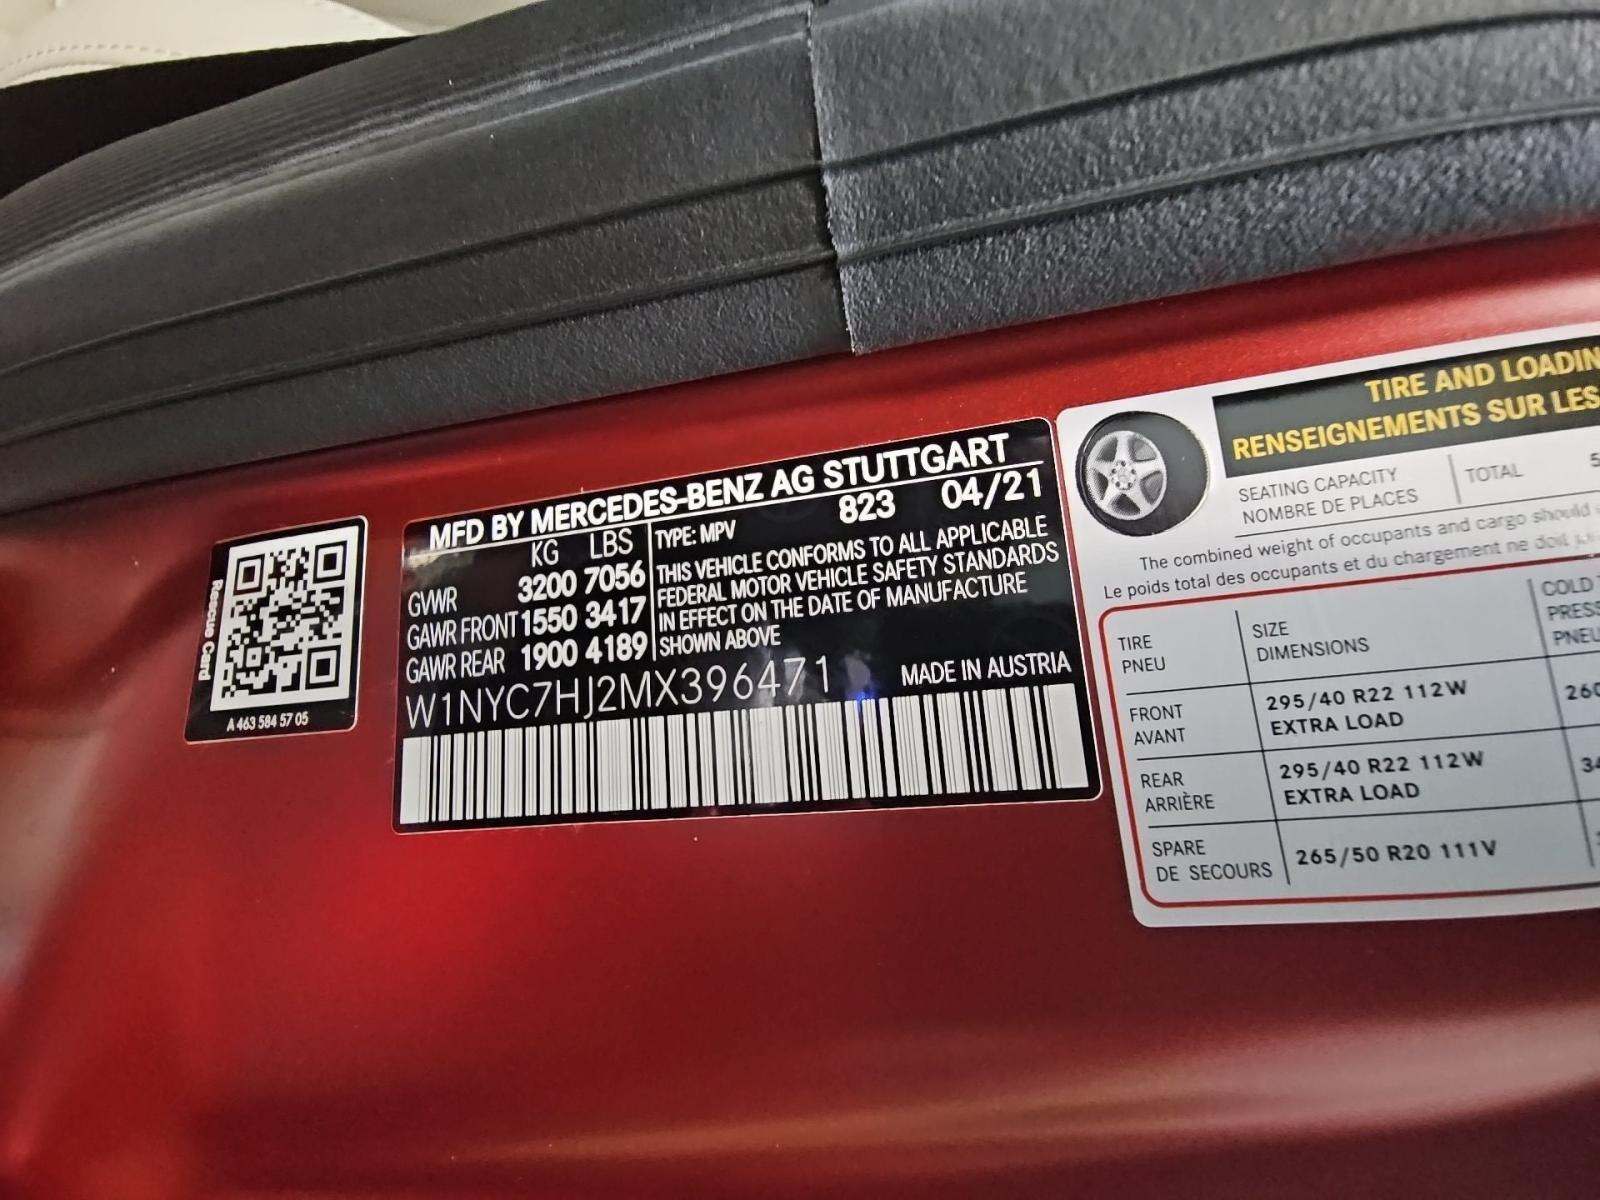 Rescue Card
A 463 584 57 05
MFD BY MERCEDES-BENZ AG STUTTGART
KG LBS
GVWR 3200 7056
GAWR FRONT 1550 3417
GAWR REAR 1900 4189
TYPE: MPV 823 04/21
THIS VEHICLE CONFORMS TO ALL APPLICABLE
FEDERAL MOTOR VEHICLE SAFETY STANDARDS
IN EFFECT ON THE DATE OF MANUFACTURE
SHOWN ABOVE
W1NYC7HJ2MX396471 MADE IN AUSTRIA
TIRE AND LOADIN
RENSEIGNEMENTS SUR LES
SEATING CAPACITY
NOMBRE DE PLACES
TOTAL 5
The combined weight of occupants and cargo should
Le poids total des occupants et du chargement ne doit
TIRE
PNEU
SIZE
DIMENSIONS
COLD
PRESS
PNEU
FRONT
AVANT
295/40 R22 112W
EXTRA LOAD
260
REAR
ARRIÈRE
295/40 R22 112W
EXTRA LOAD
34
SPARE
DE SECOURS
265/50 R20 111V